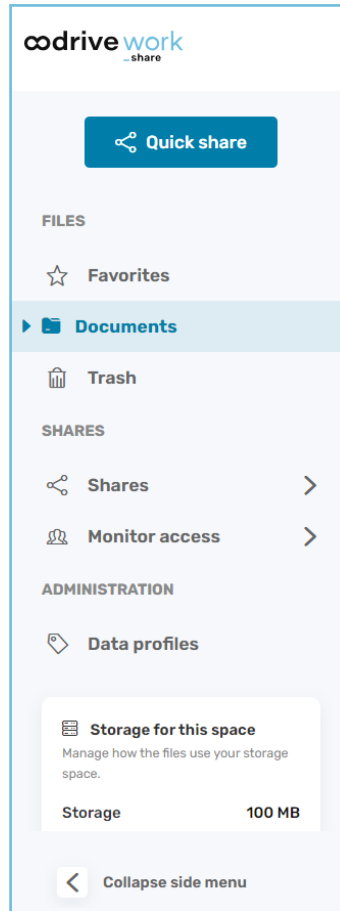 oodrive work
_share
Quick share
FILES
Favorites
Documents
Trash
SHARES
Shares
Monitor access
ADMINISTRATION
Data profiles
Storage for this space
Manage how the files use your storage
space.
Storage 100 MB
Collapse side menu